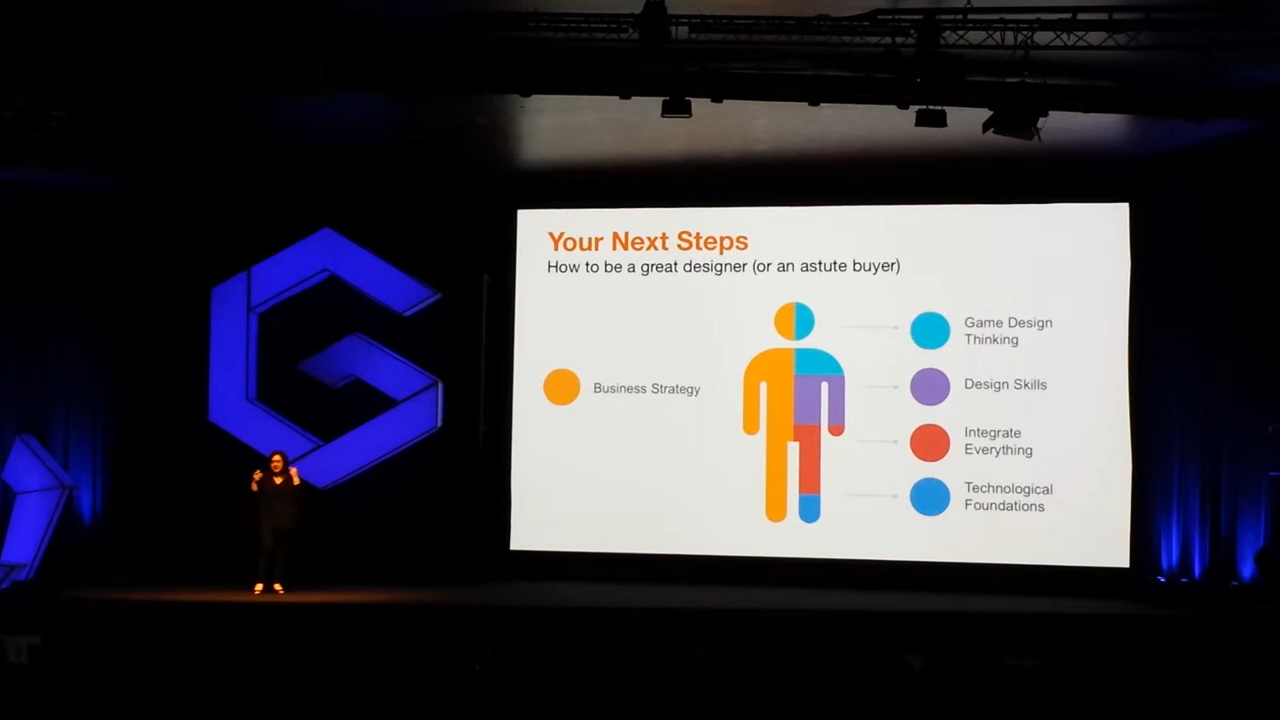 Your Next Steps
How to be a great designer (or an astute buyer)
Business Strategy
Game Design
Thinking
Design Skills
Integrate
Everything
Technological
Foundations